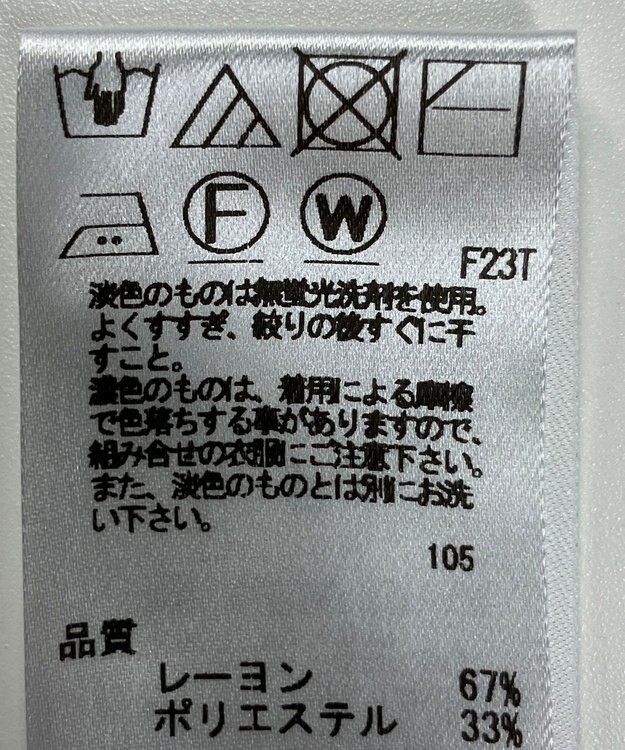 F
W
F23T
淡色のものは無蛍光洗剤を使用。
よくすすぎ、絞りの後すぐに干
すこと。
濃色のものは、着用による摩擦
で色落ちする事がありますので、
組み合せの衣服にご注意下さい。
また、淡色のものとは別にお洗
い下さい。
105
品質
レーヨン 67%
ポリエステル 33%